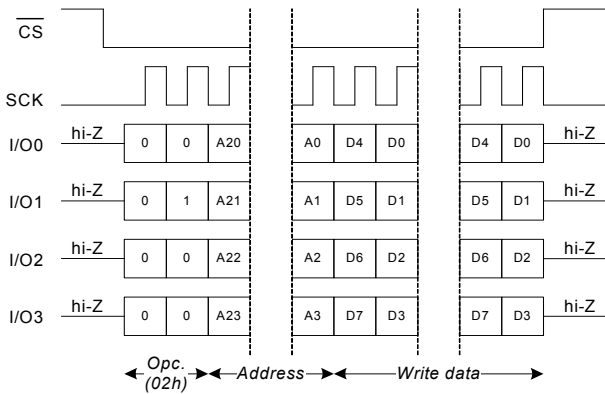 CS
SCK
hi-Z 0 0 A20 A0 D4 D0 D4 D0 hi-Z
I/O0
hi-Z 0 1 A21 A1 D5 D1 D5 D1 hi-Z
I/O1
hi-Z 0 0 A22 A2 D6 D2 D6 D2 hi-Z
I/O2
hi-Z 0 0 A23 A3 D7 D3 D7 D3 hi-Z
I/O3
Opc. Address Write data
(02h)